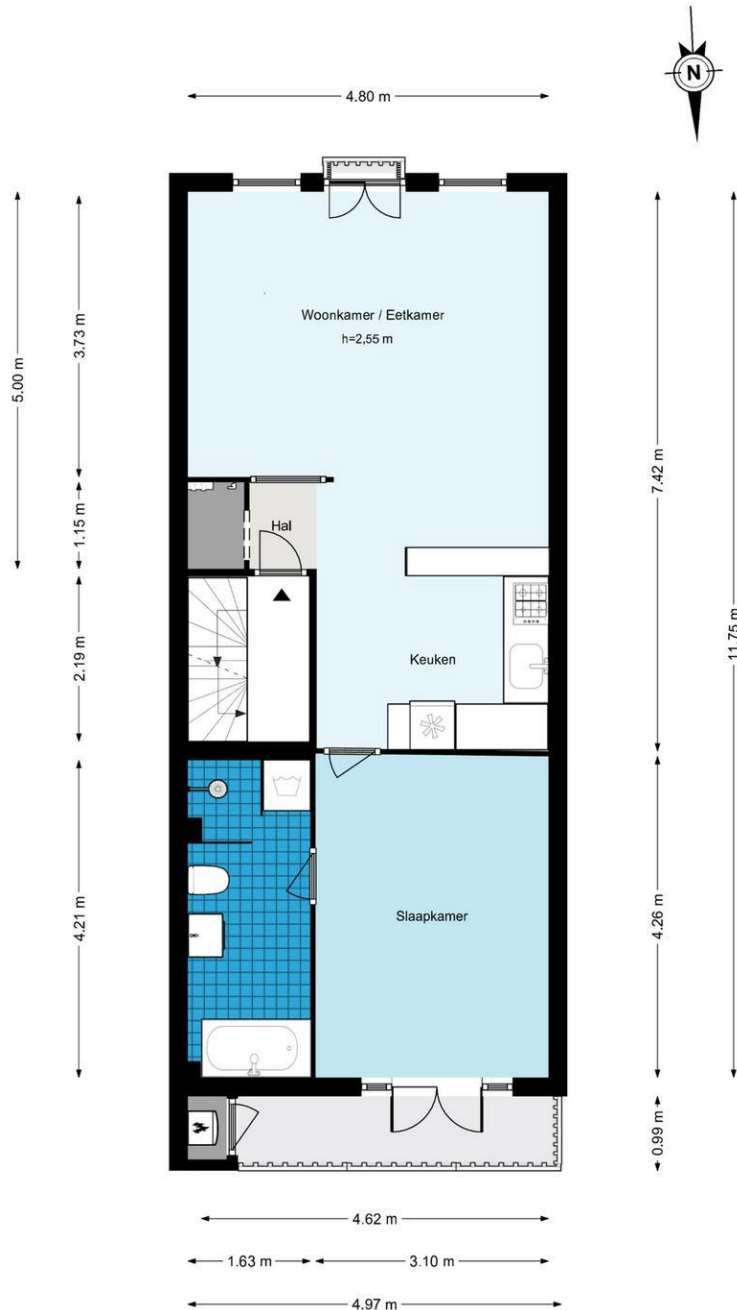 N
4.80 m
Woonkamer / Eetkamer
h=2,55 m
5.00 m
3.73 m
1.15 m
2.19 m
4.21 m
7.42 m
4.26 m
11.75 m
0.99 m
Hal
Keuken
Slaapkamer
4.62 m
1.63 m
3.10 m
4.97 m